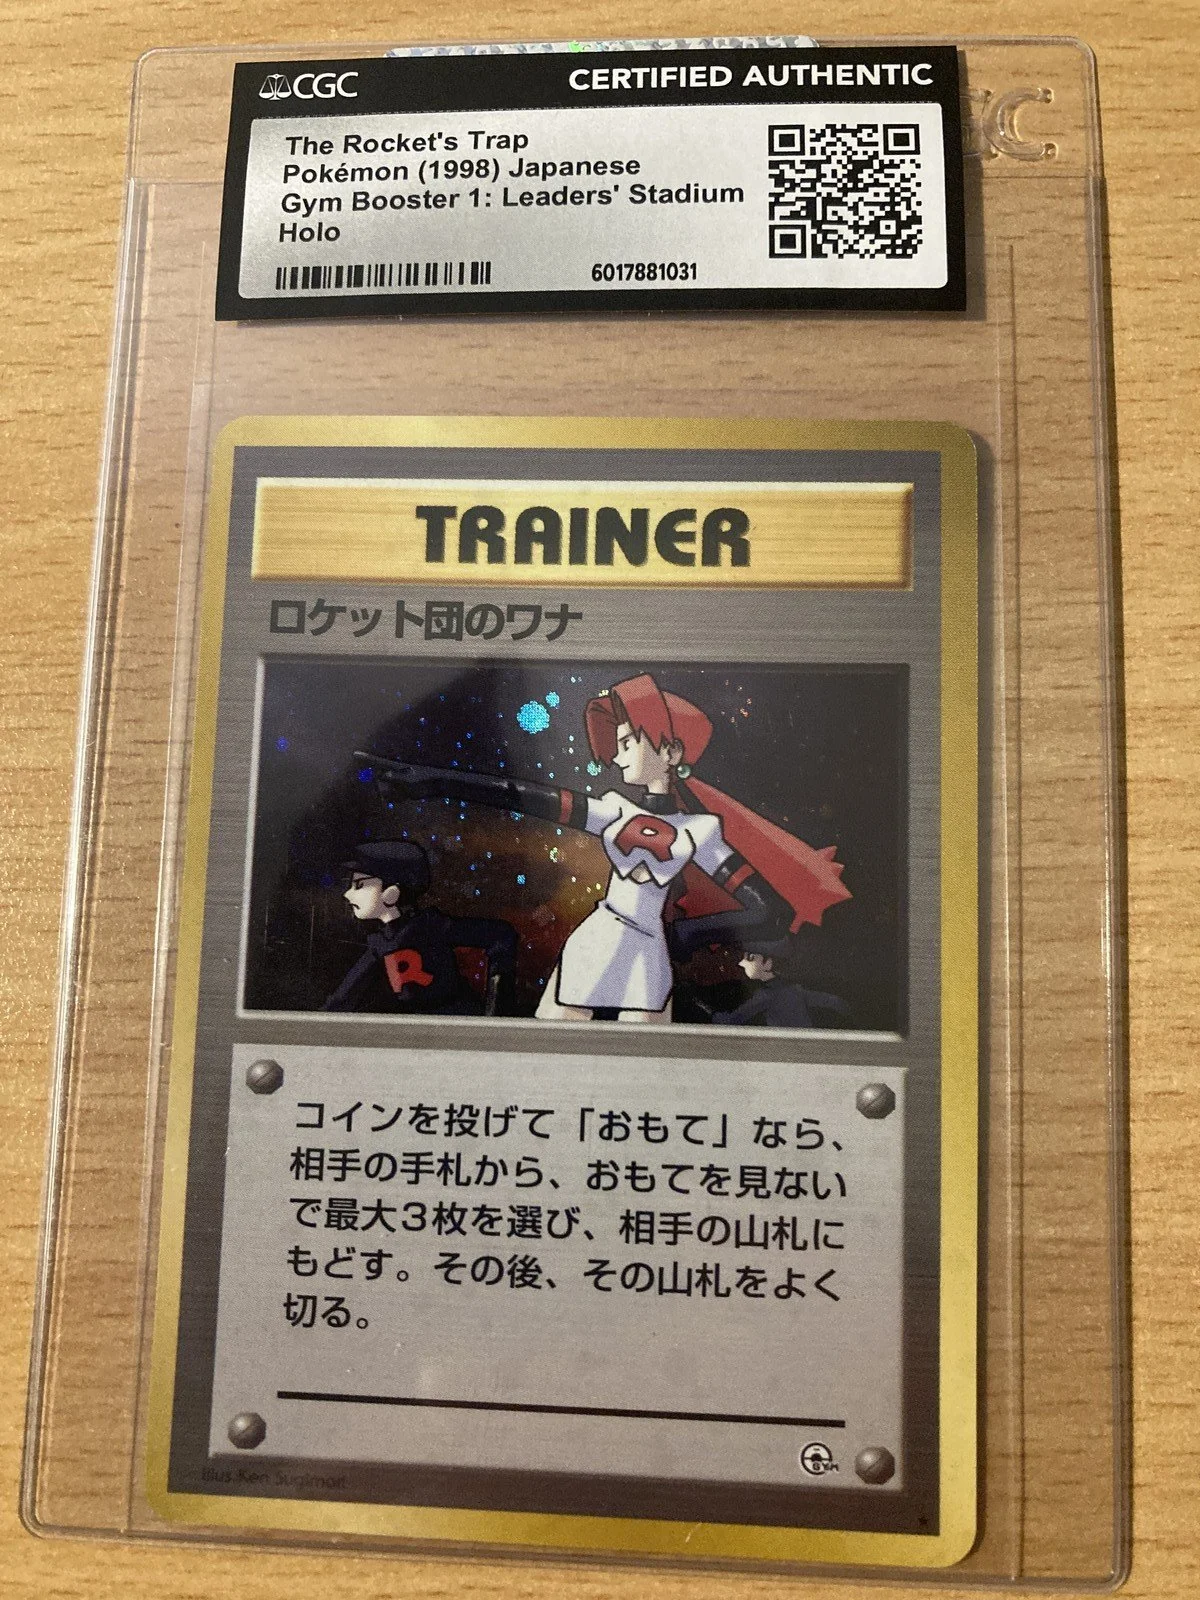 CGC
CERTIFIED AUTHENTIC
The Rocket's Trap
Pokémon (1998) Japanese
Gym Booster 1: Leaders' Stadium
Holo
6017881031
TRAINER
ロケット団のワナ
R
R
コインを投げて「おもて」なら、
相手の手札から、おもてを見ない
で最大3枚を選び、相手の山札に
もどす。その後、その山札をよく
切る。
GYM
Illus. Ken Sugimori